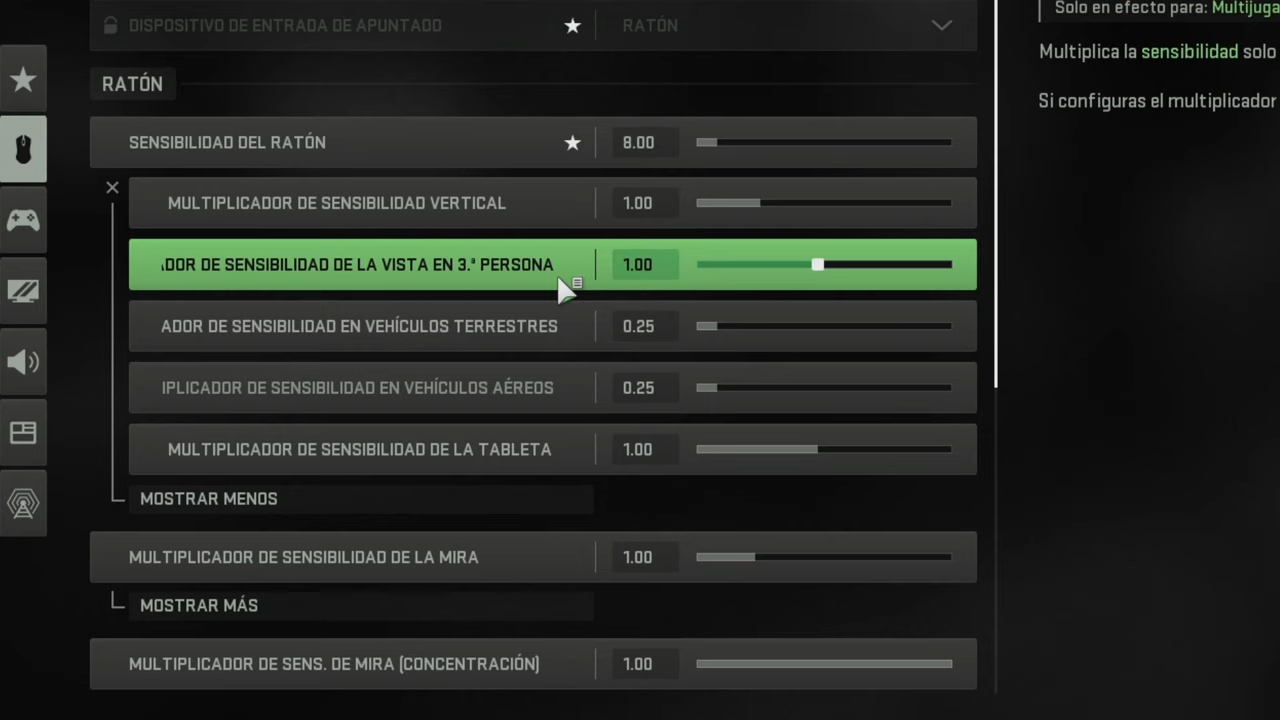 DISPOSITIVO DE ENTRADA DE APUNTADO RATÓN
Solo en efecto para: Multijuga
Multiplica la sensibilidad solo
Si configuras el multiplicador
RATÓN
SENSIBILIDAD DEL RATÓN 8.00
MULTIPLICADOR DE SENSIBILIDAD VERTICAL 1.00
DOR DE SENSIBILIDAD DE LA VISTA EN 3.ª PERSONA 1.00
ADOR DE SENSIBILIDAD EN VEHÍCULOS TERRESTRES 0.25
IPLICADOR DE SENSIBILIDAD EN VEHÍCULOS AÉREOS 0.25
MULTIPLICADOR DE SENSIBILIDAD DE LA TABLETA 1.00
MOSTRAR MENOS
MULTIPLICADOR DE SENSIBILIDAD DE LA MIRA 1.00
MOSTRAR MÁS
MULTIPLICADOR DE SENS. DE MIRA (CONCENTRACIÓN) 1.00